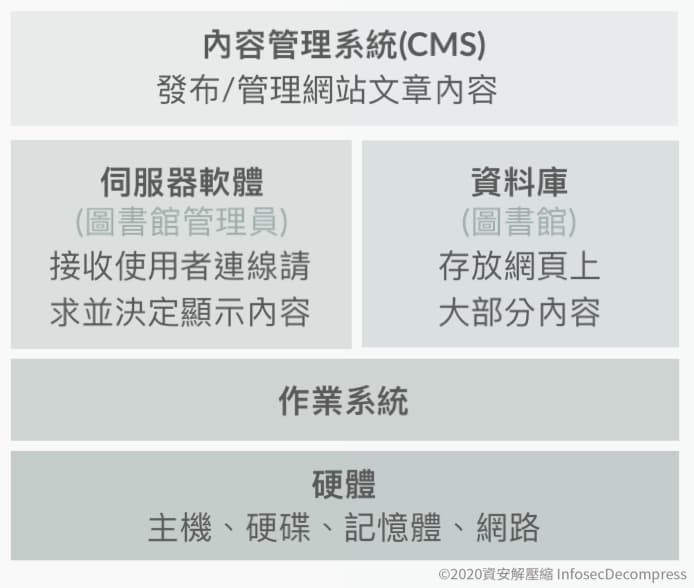 內容管理系統(CMS)
發布/管理網站文章內容
伺服器軟體
(圖書館管理員)
接收使用者連線請
求並決定顯示內容
資料庫
(圖書館)
存放網頁上
大部分內容
作業系統
硬體
主機、硬碟、記憶體、網路
©2020資安解壓縮 InfosecDecompress